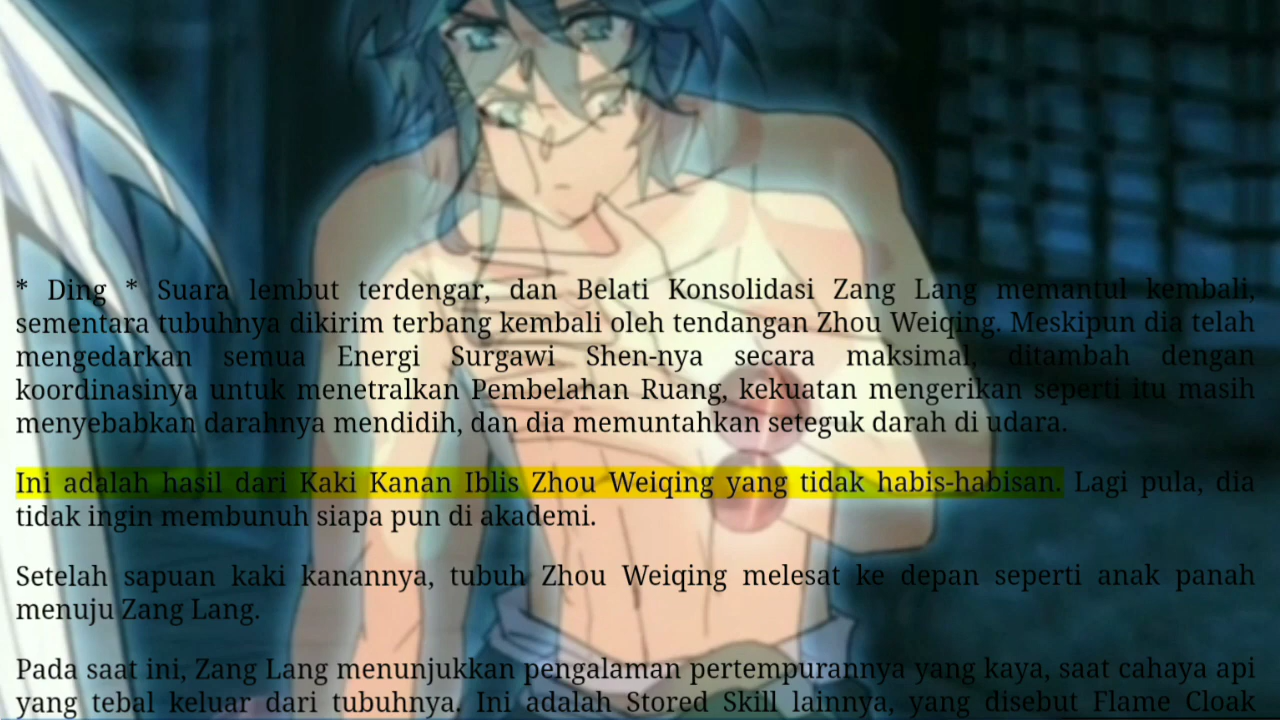 * Ding * Suara lembut terdengar, dan Belati Konsolidasi Zang Lang memantul kembali,
sementara tubuhnya dikirim terbang kembali oleh tendangan Zhou Weiqing. Meskipun dia telah
mengedarkan semua Energi Surgawi Shen-nya secara maksimal, ditambah dengan
koordinasinya untuk menetralkan Pembelahan Ruang, kekuatan mengerikan seperti itu masih
menyebabkan darahnya mendidih, dan dia memuntahkan seteguk darah di udara.
Ini adalah hasil dari Kaki Kanan Iblis Zhou Weiqing yang tidak habis-habisan. Lagi pula, dia
tidak ingin membunuh siapa pun di akademi.
Setelah sapuan kaki kanannya, tubuh Zhou Weiqing melesat ke depan seperti anak panah
menuju Zang Lang.
Pada saat ini, Zang Lang menunjukkan pengalaman pertempurannya yang kaya, saat cahaya api
yang tebal keluar dari tubuhnya. Ini adalah Stored Skill lainnya, yang disebut Flame Cloak